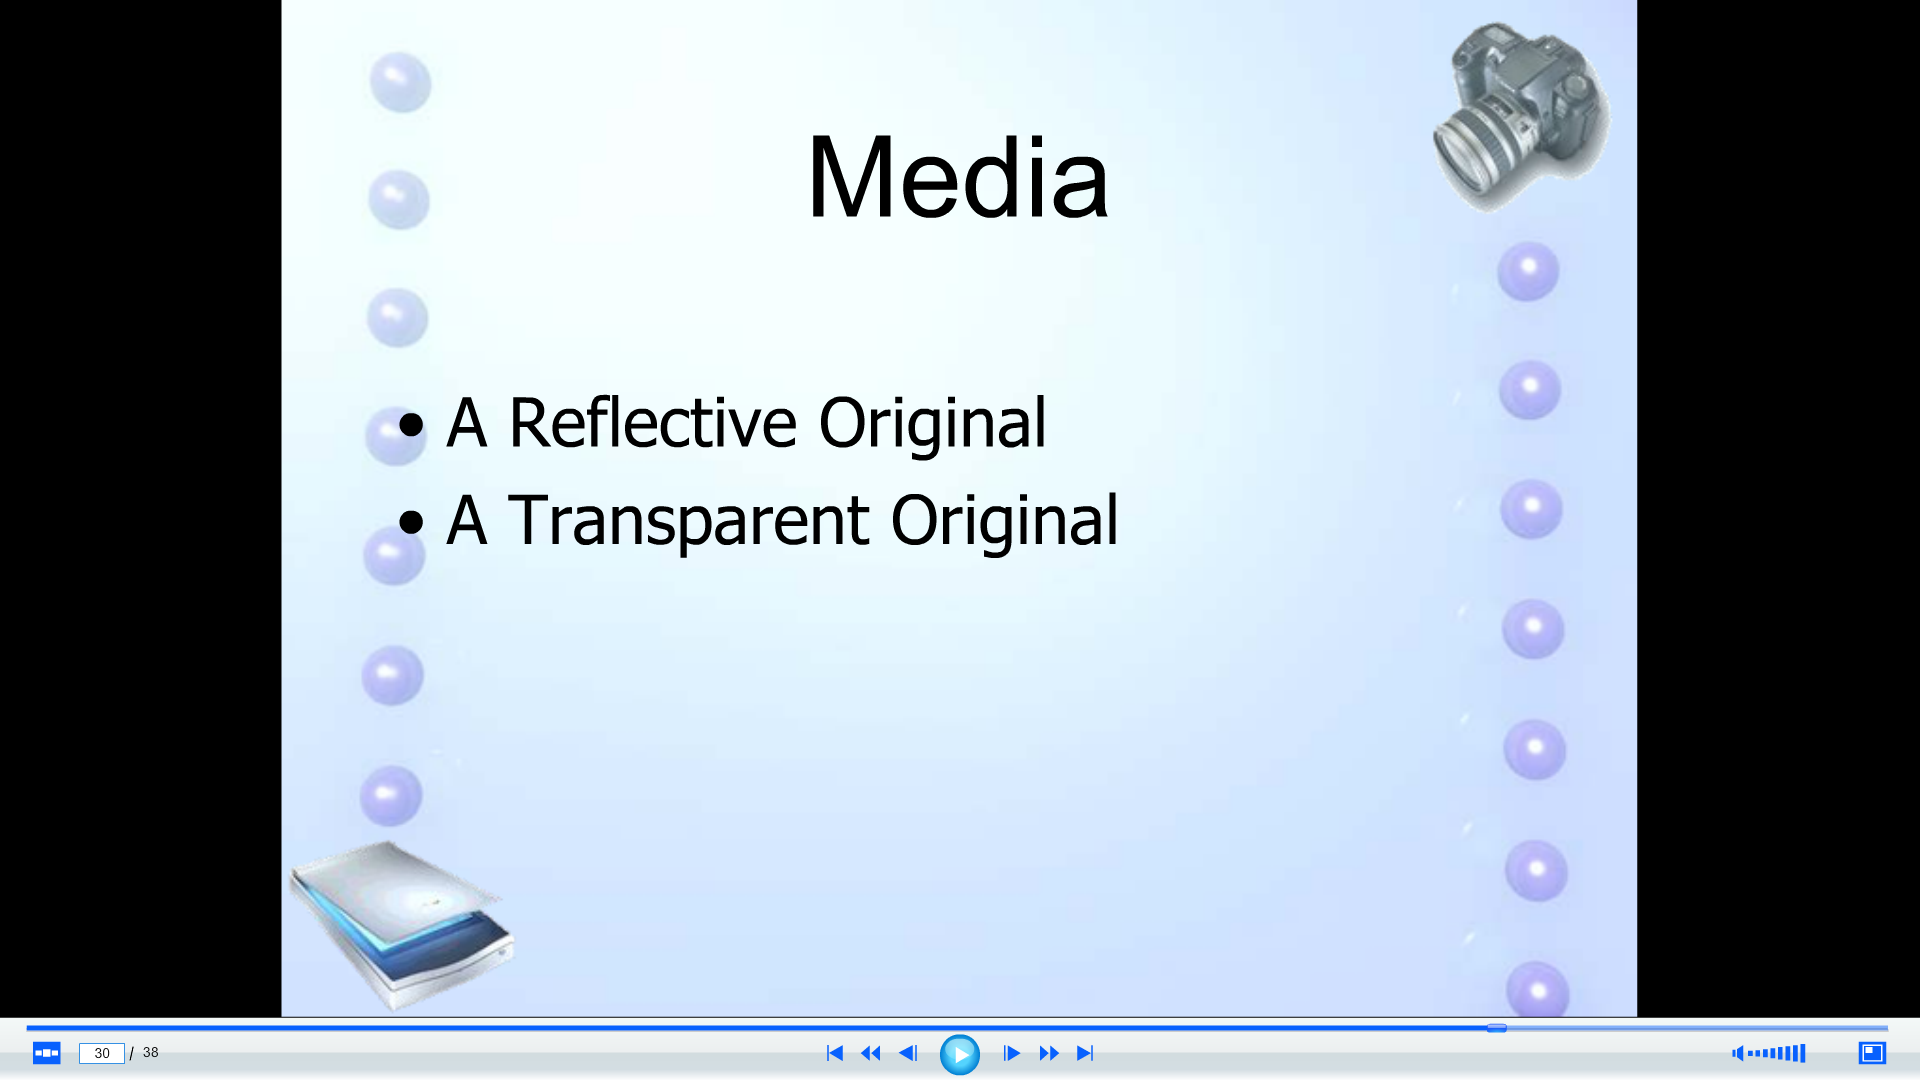 Media
• A Reflective Original
• A Transparent Original
30 / 38